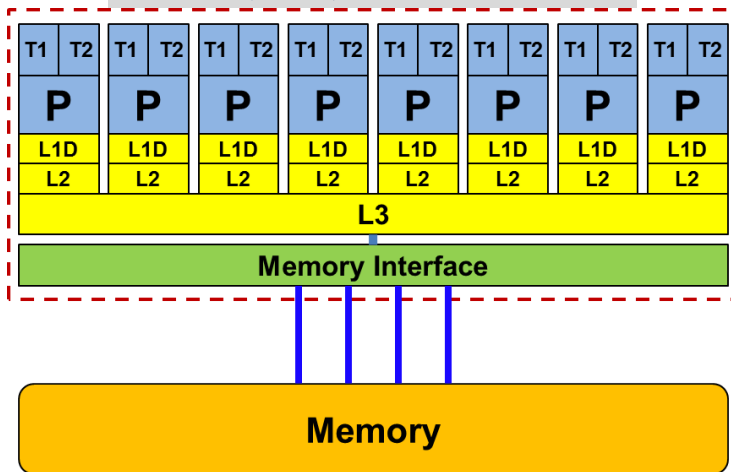 T1 T2 T1 T2 T1 T2 T1 T2 T1 T2 T1 T2 T1 T2 T1 T2
P P P P P P P P
L1D L1D L1D L1D L1D L1D L1D L1D
L2 L2 L2 L2 L2 L2 L2 L2
L3
Memory Interface
Memory